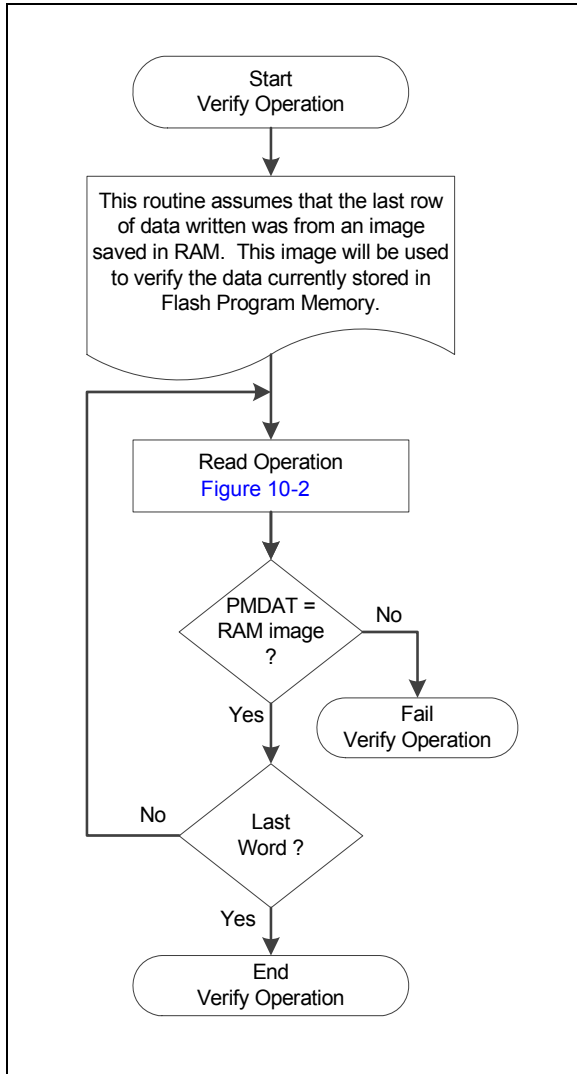 Start
Verify Operation
This routine assumes that the last row
of data written was from an image
saved in RAM.  This image will be used
to verify the data currently stored in
Flash Program Memory.
Read Operation
Figure 10-2
PMDAT =
RAM image
?
No
Yes
Fail
Verify Operation
No
Last
Word ?
Yes
End
Verify Operation